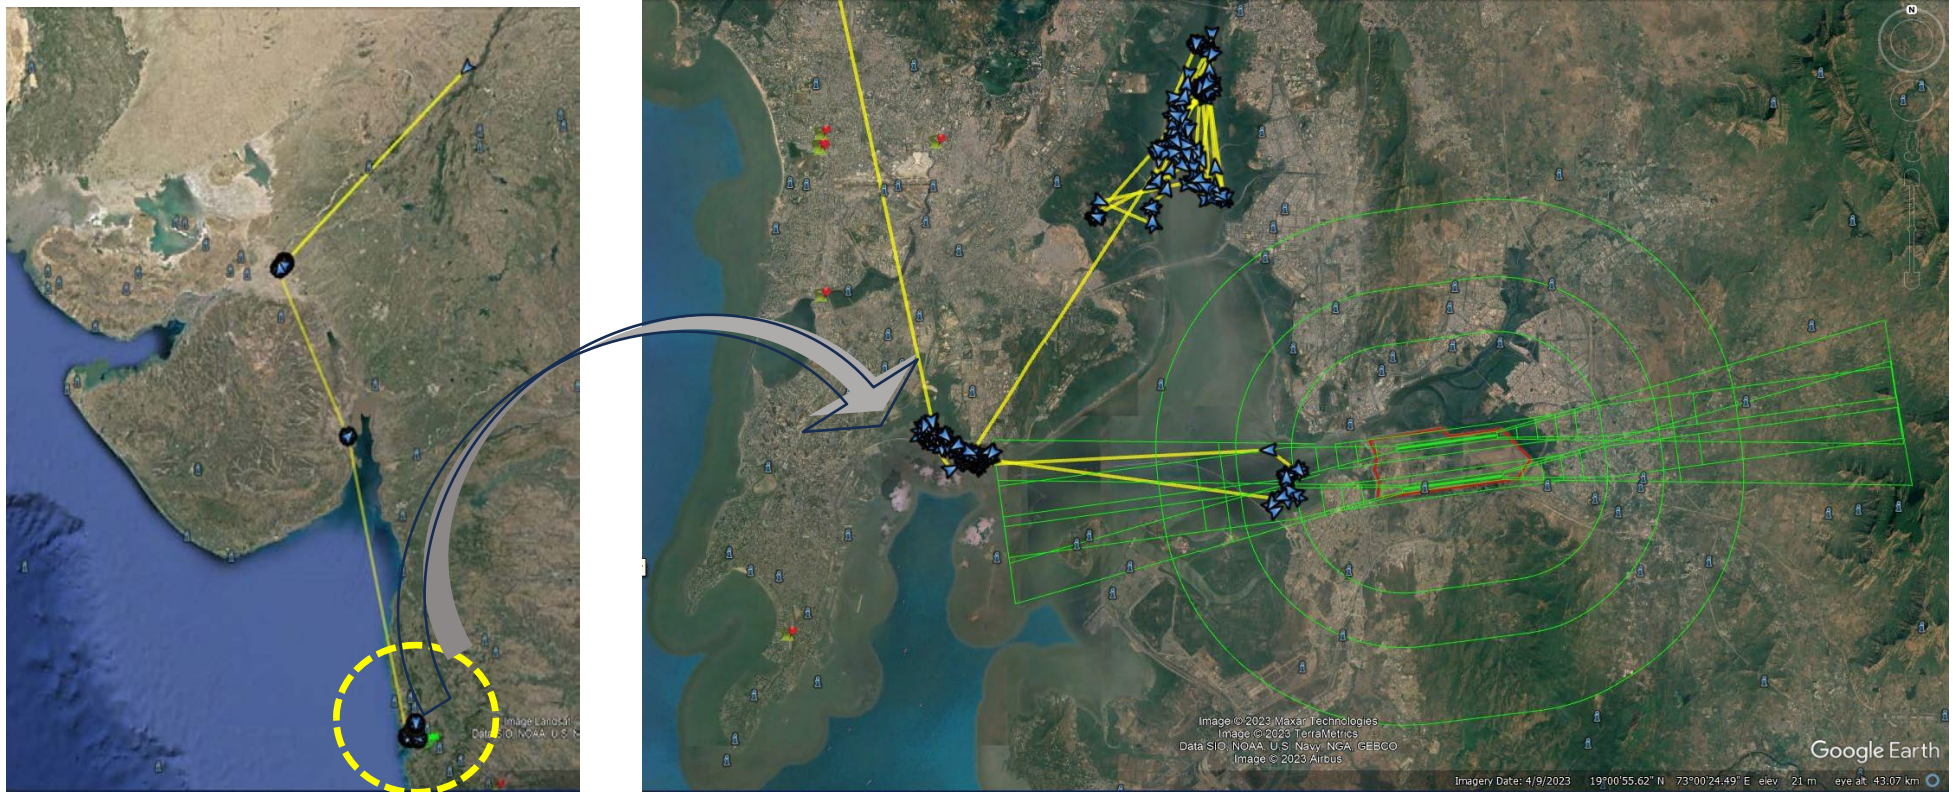 Image Landsat
Data SIO, NOAA, U.S. N
N
Image © 2023 Maxar Technologies
Image © 2023 TerraMetrics
Data SIO, NOAA, U.S. Navy, NGA, GEBCO
Image © 2023 Airbus
Google Earth
Imagery Date: 4/9/2023 19°00'55.62" N 73°00'24.49" E elev 21 m eye alt 43.07 km